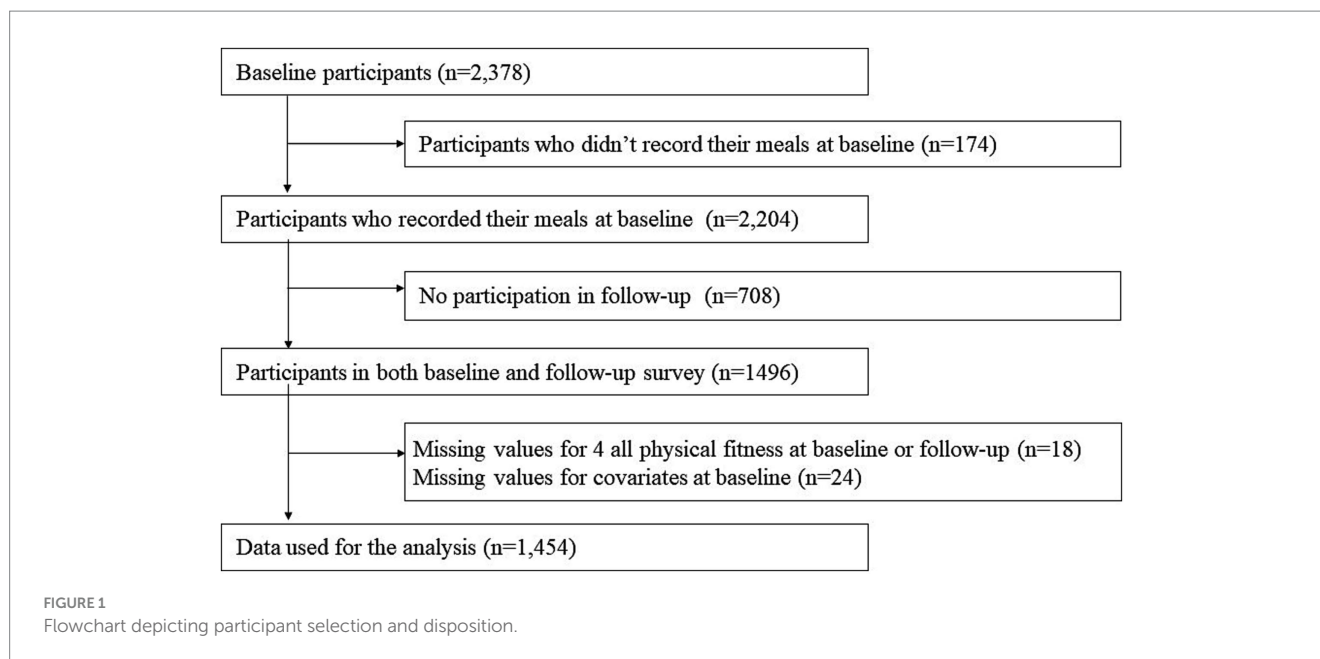 Baseline participants (n=2,378)
Participants who didn’t record their meals at baseline (n=174)
Participants who recorded their meals at baseline (n=2,204)
No participation in follow-up (n=708)
Participants in both baseline and follow-up survey (n=1496)
Missing values for 4 all physical fitness at baseline or follow-up (n=18)
Missing values for covariates at baseline (n=24)
Data used for the analysis (n=1,454)
FIGURE 1
Flowchart depicting participant selection and disposition.